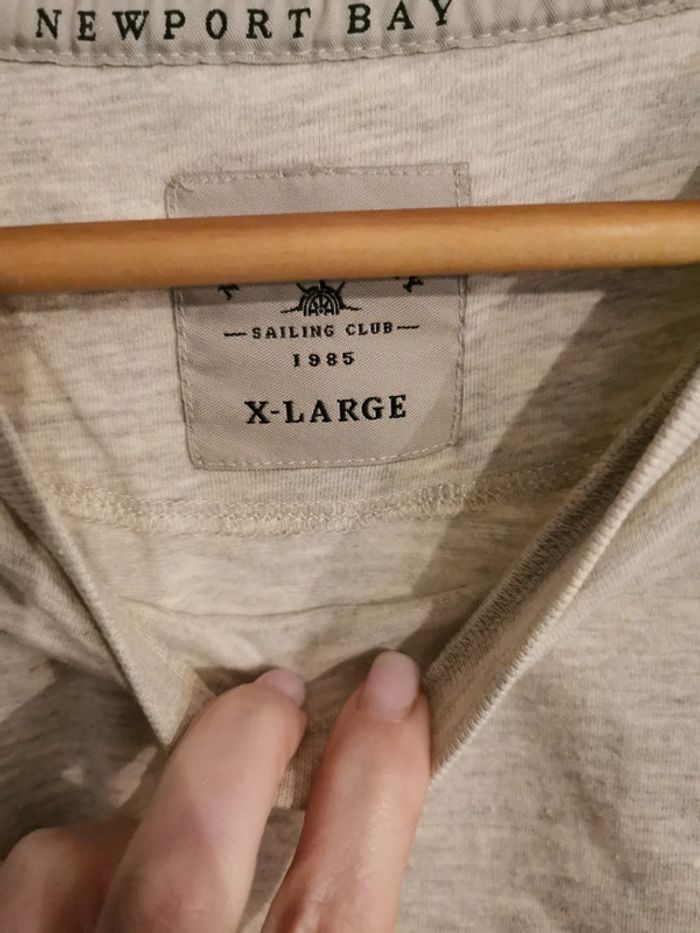 NEWPORT BAY
SAILING CLUB
1985
X-LARGE